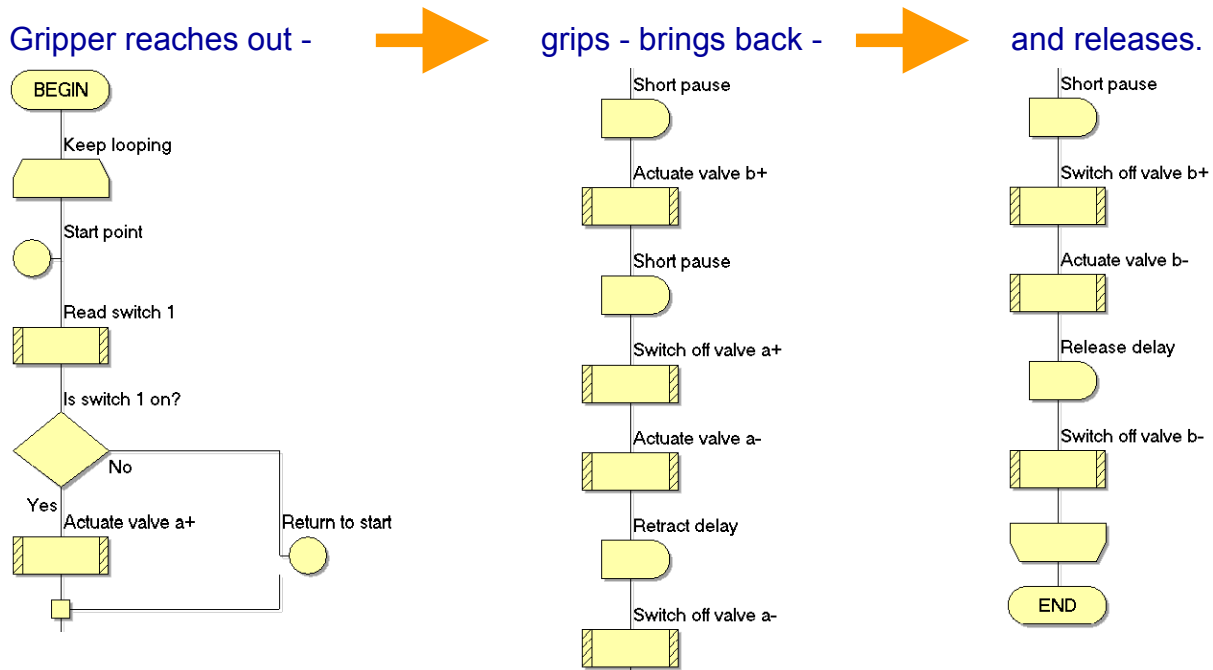 Gripper reaches out -
grips - brings back -
and releases.
BEGIN
Keep looping
Start point
Read switch 1
Is switch 1 on?
No
Yes
Actuate valve a+
Return to start
Short pause
Actuate valve b+
Short pause
Switch off valve a+
Actuate valve a-
Retract delay
Switch off valve a-
Short pause
Switch off valve b+
Actuate valve b-
Release delay
Switch off valve b-
END